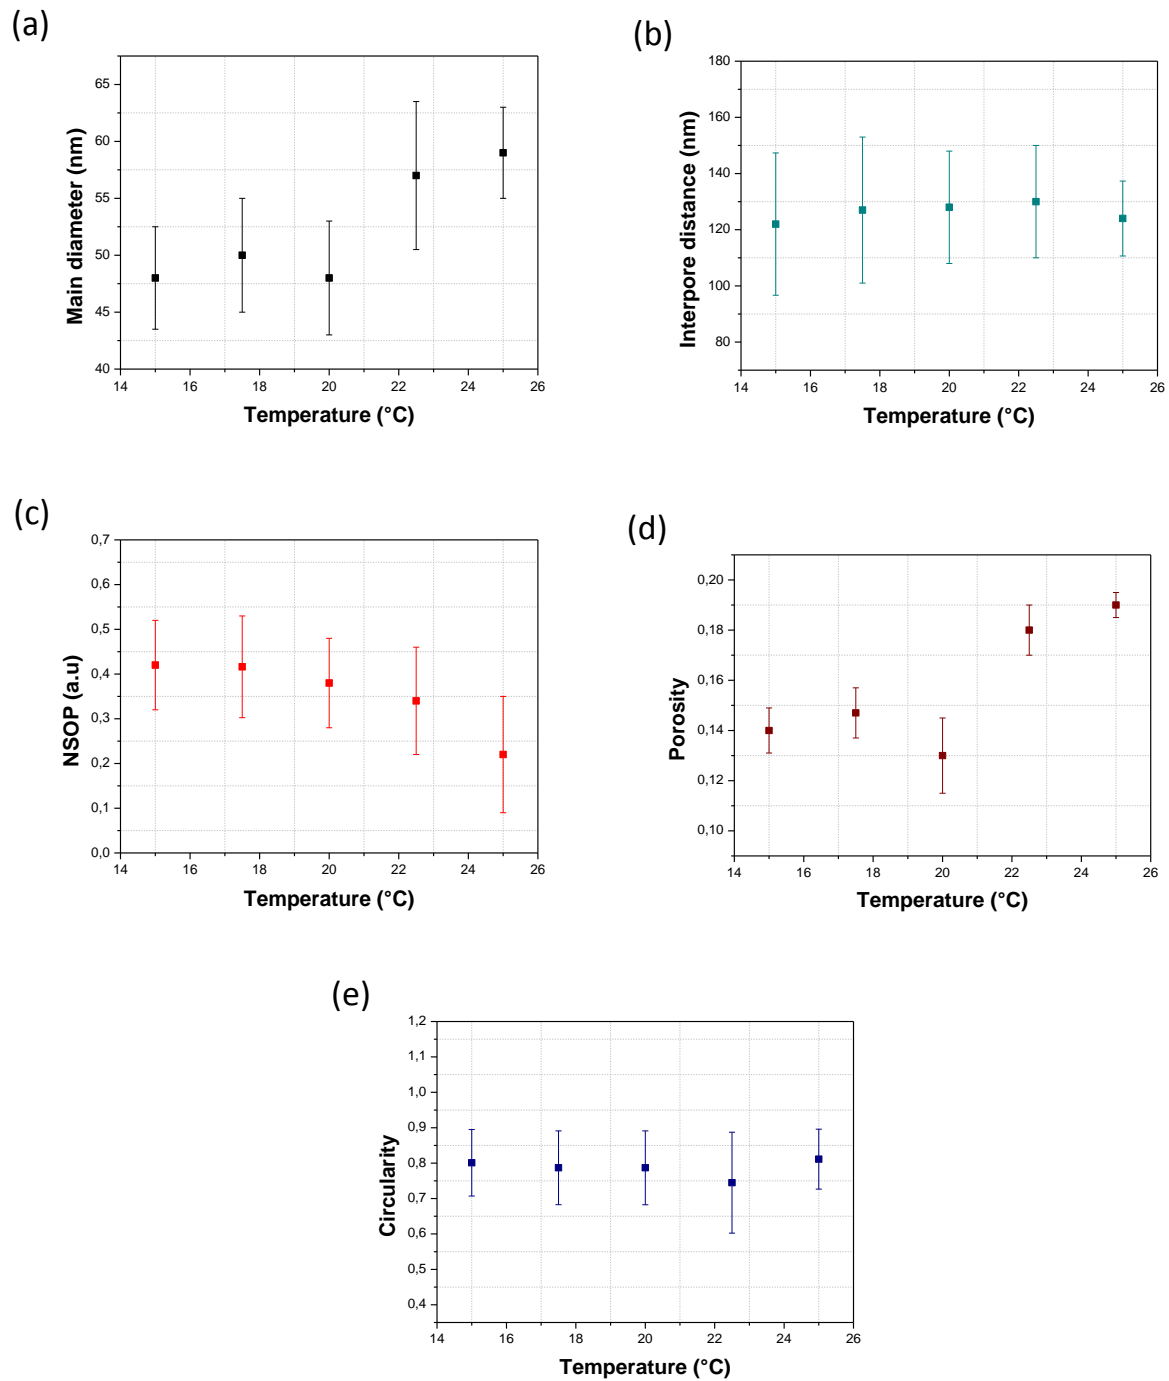 (a)
65
60
55
50
45
40
14 16 18 20 22 24 26
Main diameter (nm)
Temperature (°C)
(b)
180
160
140
120
100
80
14 16 18 20 22 24 26
Interpore distance (nm)
Temperature (°C)
(c)
0,7
0,6
0,5
0,4
0,3
0,2
0,1
0,0
14 16 18 20 22 24 26
NSOP (a.u)
Temperature (°C)
(d)
0,20
0,18
0,16
0,14
0,12
0,10
14 16 18 20 22 24 26
Porosity
Temperature (°C)
(e)
1,2
1,1
1,0
0,9
0,8
0,7
0,6
0,5
0,4
14 16 18 20 22 24 26
Circularity
Temperature (°C)